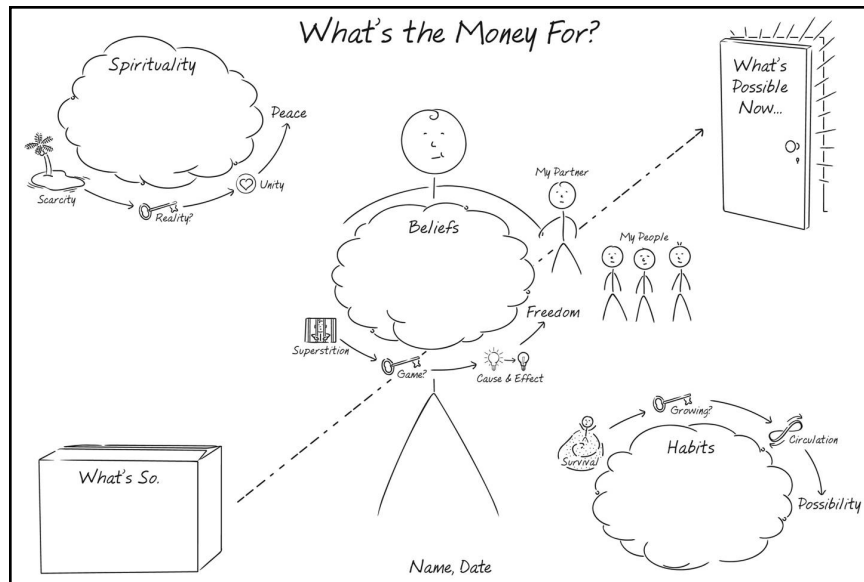 What's the Money For?
Spirituality
Peace
Scarcity
Reality?
Unity
What's
Possible
Now...
My Partner
My People
Beliefs
Freedom
Superstition
Game?
Cause & Effect
What's So.
Growing?
Survival
Habits
Circulation
Possibility
Name, Date